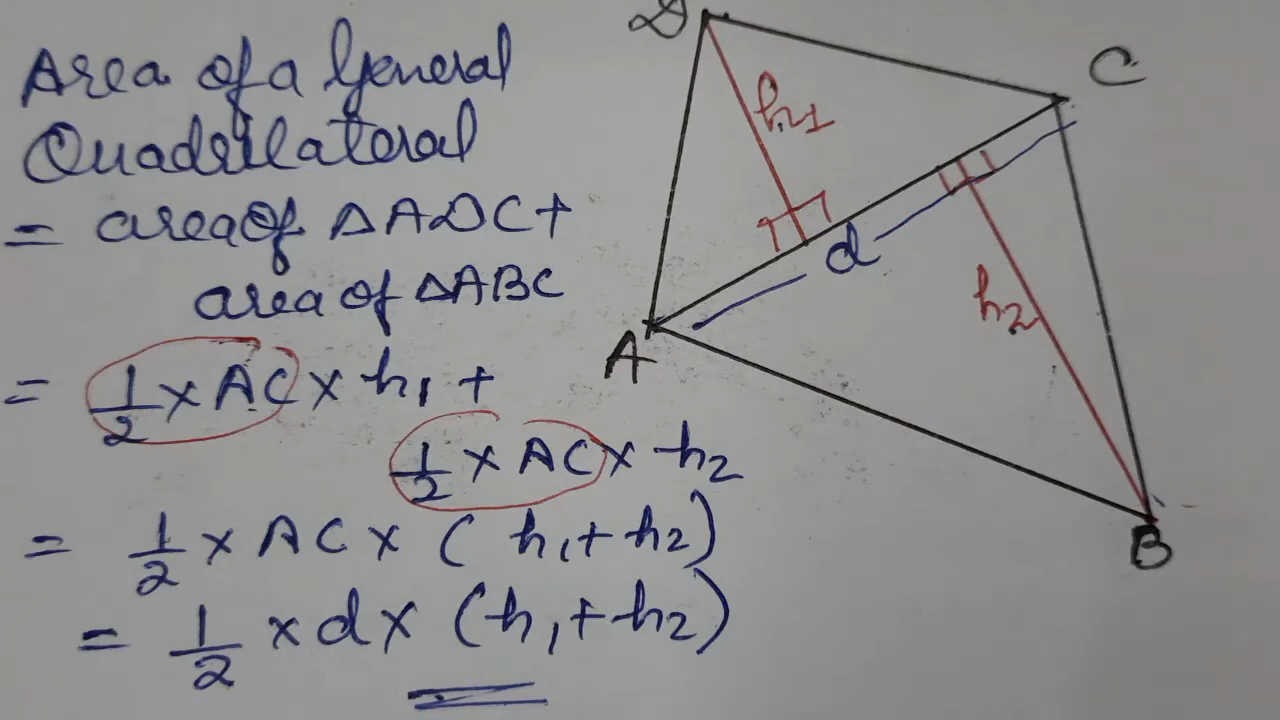 Area of a General
Quadrilateral
= area of △ADC +
area of △ABC
= 1/2 × AC × h₁ +
1/2 × AC × h₂
= 1/2 × AC × (h₁ + h₂)
= 1/2 × d × (h₁ + h₂)
D
C
h1
d
h2
A
B